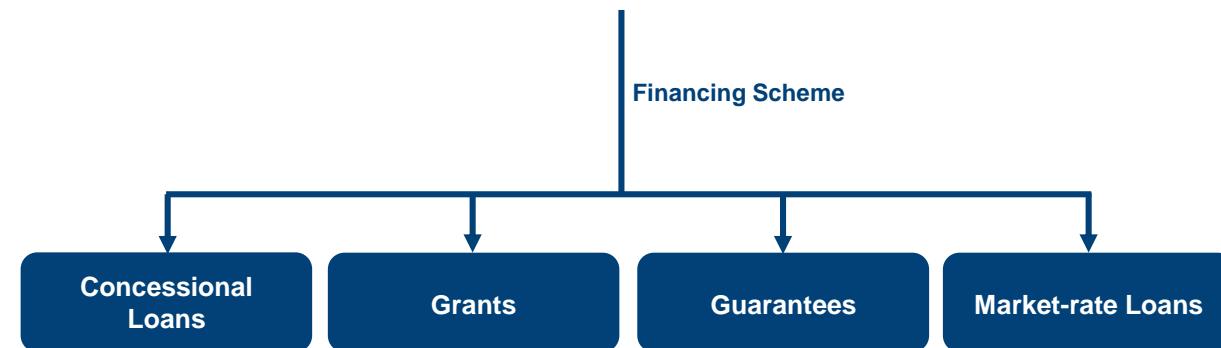 Financing Scheme
Concessional
Loans
Grants
Guarantees
Market-rate Loans